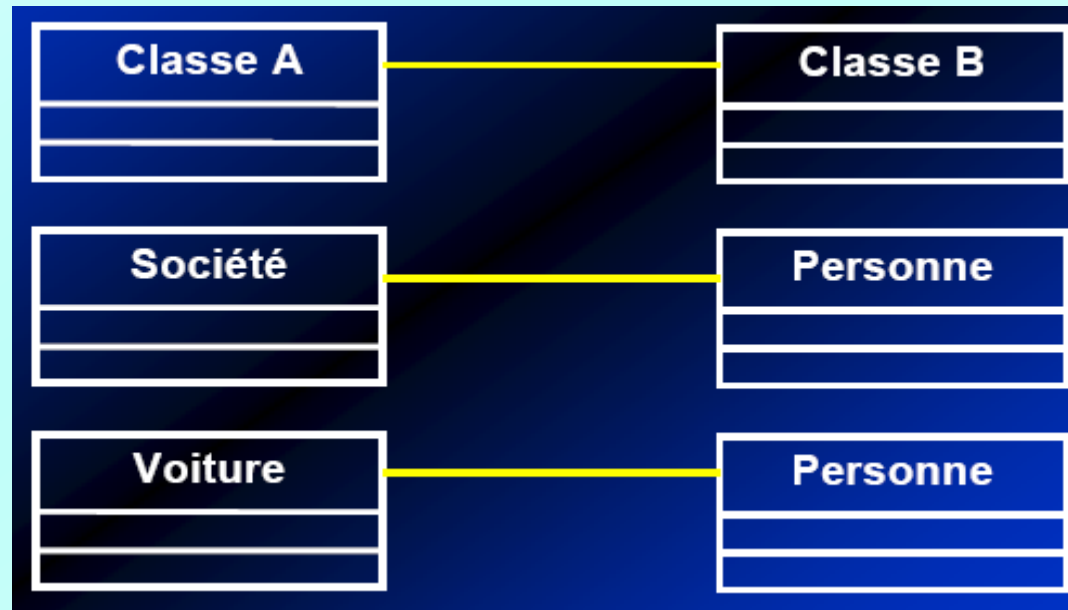 Classe A
Classe B
Société
Personne
Voiture
Personne